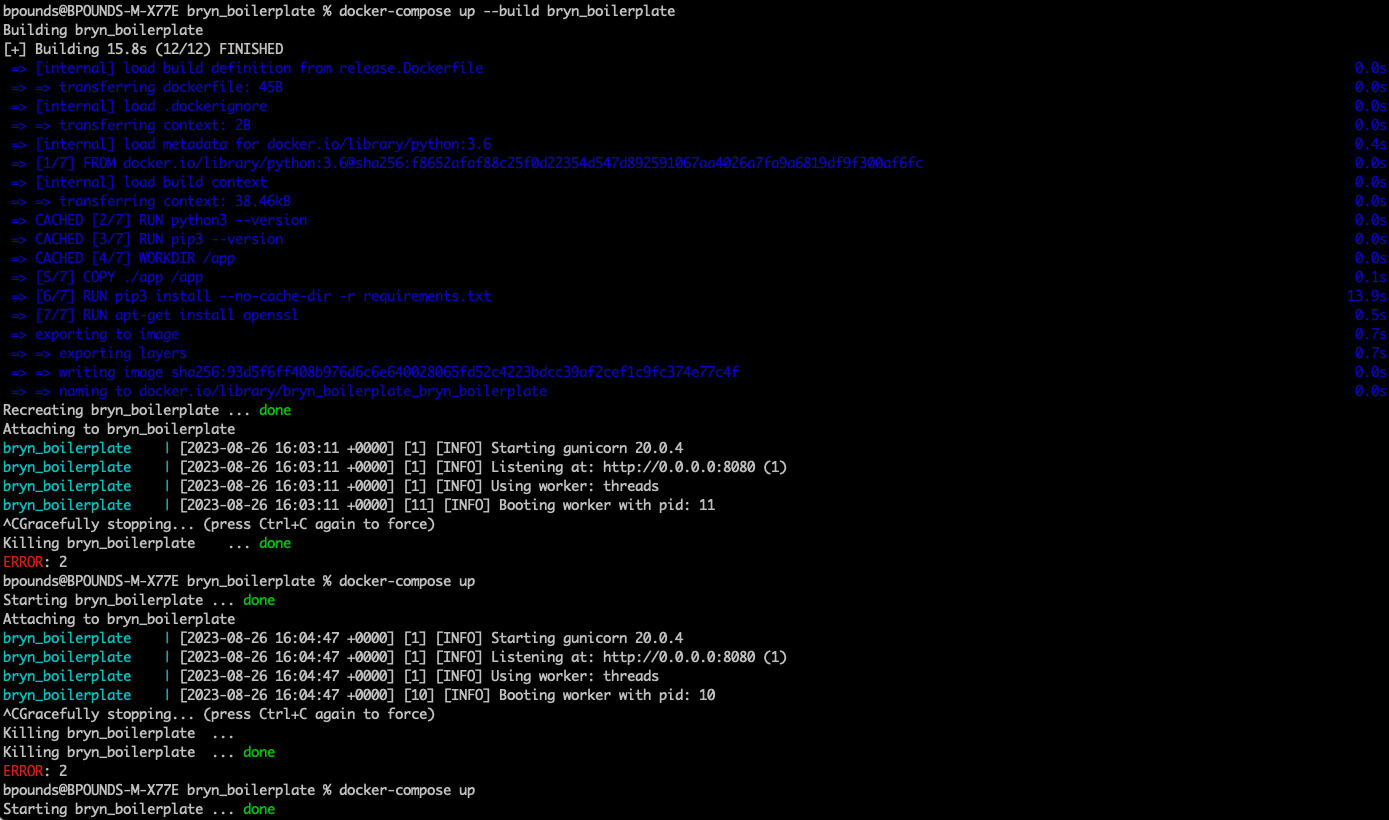 bpounds@BPOUNDS-M-X77E bryn_boilerplate % docker-compose up --build bryn_boilerplate
Building bryn_boilerplate
[+] Building 15.8s (12/12) FINISHED
=> [internal] load build definition from release.Dockerfile 0.0s
=> => transferring dockerfile: 45B 0.0s
=> [internal] load .dockerignore 0.0s
=> => transferring context: 2B 0.0s
=> [internal] load metadata for docker.io/library/python:3.6 0.4s
=> [1/7] FROM docker.io/library/python:3.6@sha256:f8652afaf88c25f0d22354d547d892591067aa4026a7fa9a6819df9f300af6fc 0.0s
=> [internal] load build context 0.0s
=> => transferring context: 38.46kB 0.0s
=> CACHED [2/7] RUN python3 --version 0.0s
=> CACHED [3/7] RUN pip3 --version 0.0s
=> CACHED [4/7] WORKDIR /app 0.0s
=> [5/7] COPY ./app /app 0.1s
=> [6/7] RUN pip3 install --no-cache-dir -r requirements.txt 13.9s
=> [7/7] RUN apt-get install openssl 0.5s
=> exporting to image 0.7s
=> => exporting layers 0.7s
=> => writing image sha256:93d5f6ff408b976d6c6e640028065fd52c4223bdcc39af2cef1c9fc374e77c4f 0.0s
=> => naming to docker.io/library/bryn_boilerplate_bryn_boilerplate 0.0s
Recreating bryn_boilerplate ... done
Attaching to bryn_boilerplate
bryn_boilerplate    | [2023-08-26 16:03:11 +0000] [1] [INFO] Starting gunicorn 20.0.4
bryn_boilerplate    | [2023-08-26 16:03:11 +0000] [1] [INFO] Listening at: http://0.0.0.0:8080 (1)
bryn_boilerplate    | [2023-08-26 16:03:11 +0000] [1] [INFO] Using worker: threads
bryn_boilerplate    | [2023-08-26 16:03:11 +0000] [11] [INFO] Booting worker with pid: 11
^CGracefully stopping... (press Ctrl+C again to force)
Killing bryn_boilerplate    ... done
ERROR: 2
bpounds@BPOUNDS-M-X77E bryn_boilerplate % docker-compose up
Starting bryn_boilerplate ... done
Attaching to bryn_boilerplate
bryn_boilerplate    | [2023-08-26 16:04:47 +0000] [1] [INFO] Starting gunicorn 20.0.4
bryn_boilerplate    | [2023-08-26 16:04:47 +0000] [1] [INFO] Listening at: http://0.0.0.0:8080 (1)
bryn_boilerplate    | [2023-08-26 16:04:47 +0000] [1] [INFO] Using worker: threads
bryn_boilerplate    | [2023-08-26 16:04:47 +0000] [10] [INFO] Booting worker with pid: 10
^CGracefully stopping... (press Ctrl+C again to force)
Killing bryn_boilerplate  ...
Killing bryn_boilerplate  ... done
ERROR: 2
bpounds@BPOUNDS-M-X77E bryn_boilerplate % docker-compose up
Starting bryn_boilerplate ... done